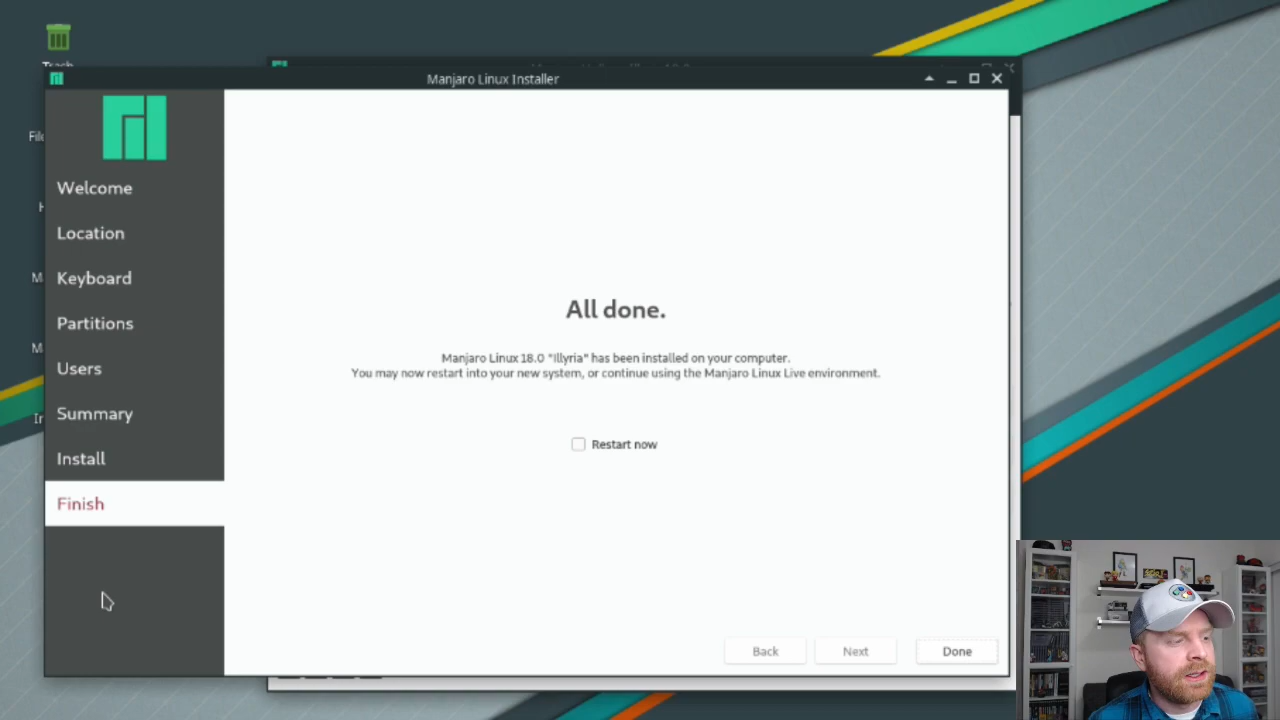 Manjaro Linux Installer
Welcome
Location
Keyboard
Partitions
Users
Summary
Install
Finish
All done.
Manjaro Linux 18.0 "Illyria" has been installed on your computer.
You may now restart into your new system, or continue using the Manjaro Linux Live environment.
Restart now
Back
Next
Done